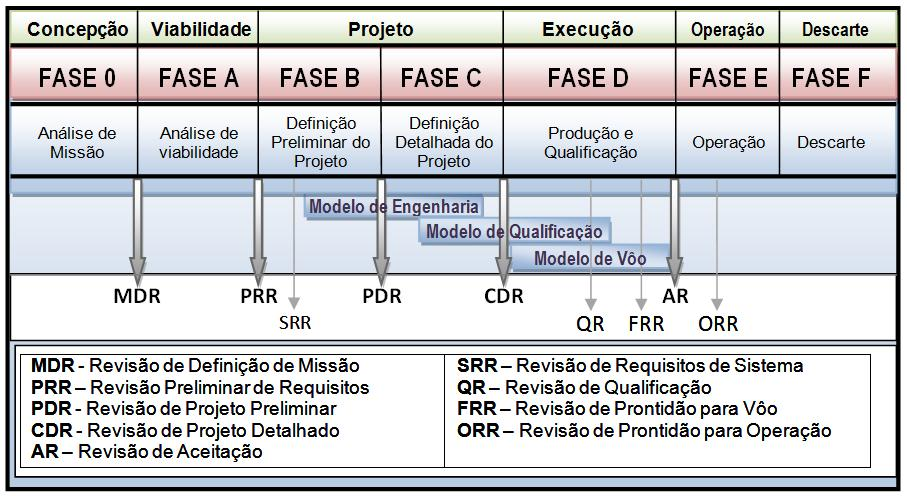 Concepção Viabilidade Projeto Execução Operação Descarte
FASE 0 FASE A FASE B FASE C FASE D FASE E FASE F
Análise de
Missão
Análise de
viabilidade
Definição
Preliminar do
Projeto
Definição
Detalhada do
Projeto
Produção e
Qualificação
Operação
Descarte
Modelo de Engenharia
Modelo de Qualificação
Modelo de Vôo
MDR PRR PDR CDR AR
SRR QR FRR ORR
MDR - Revisão de Definição de Missão
PRR – Revisão Preliminar de Requisitos
PDR - Revisão de Projeto Preliminar
CDR - Revisão de Projeto Detalhado
AR – Revisão de Aceitação
SRR – Revisão de Requisitos de Sistema
QR – Revisão de Qualificação
FRR – Revisão de Prontidão para Vôo
ORR – Revisão de Prontidão para Operação